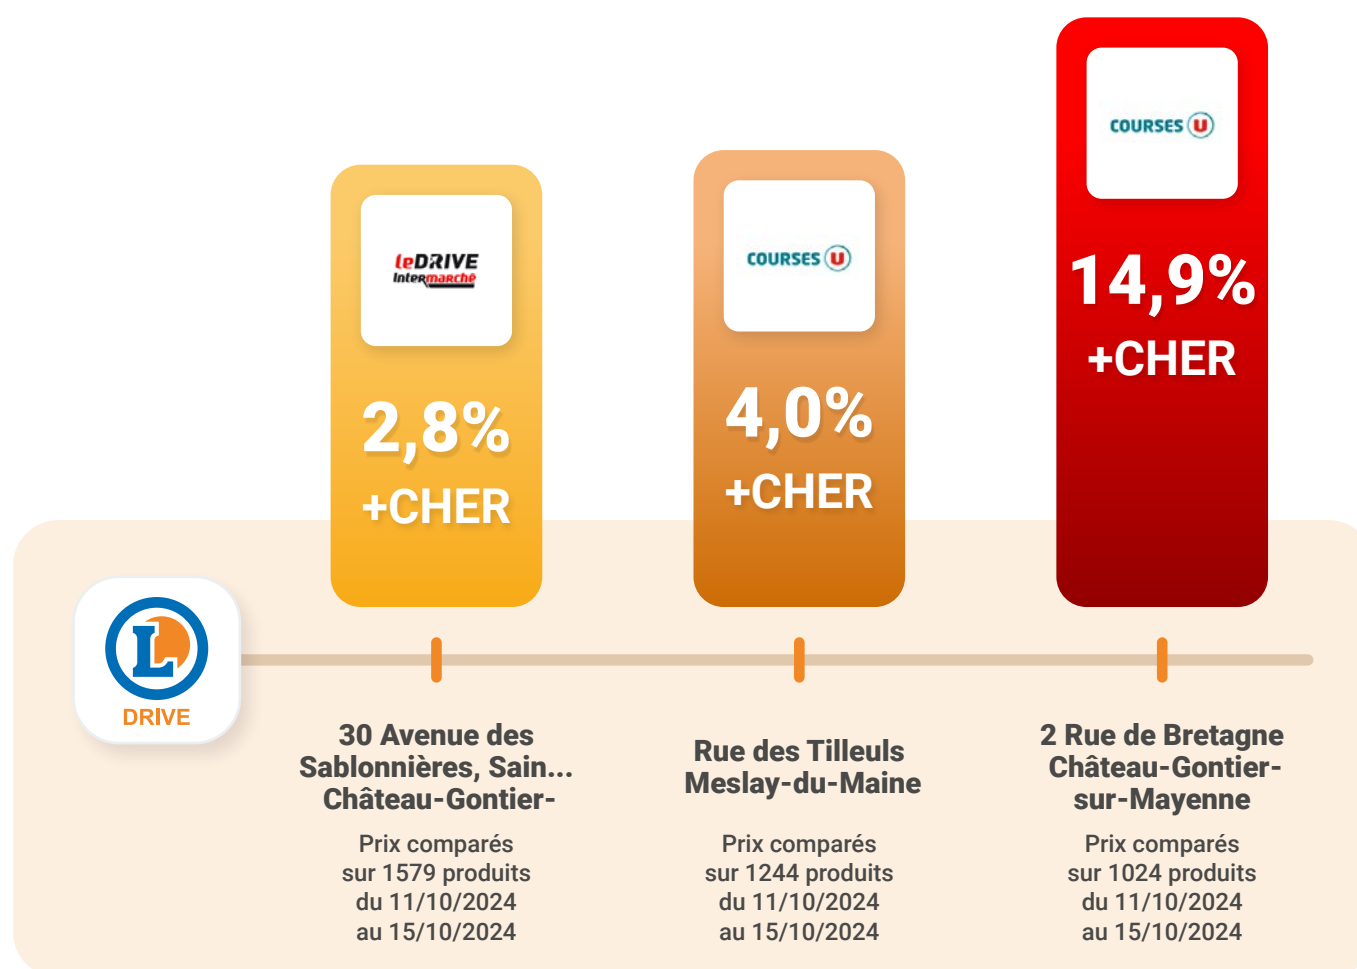 COURSES U
14,9%
+CHER
leDRIVE
Intermarché
2,8%
+CHER
COURSES U
4,0%
+CHER
L
DRIVE
30 Avenue des
Sablonnières, Sain...
Château-Gontier-
Prix comparés
sur 1579 produits
du 11/10/2024
au 15/10/2024
Rue des Tilleuls
Meslay-du-Maine
Prix comparés
sur 1244 produits
du 11/10/2024
au 15/10/2024
2 Rue de Bretagne
Château-Gontier-
sur-Mayenne
Prix comparés
sur 1024 produits
du 11/10/2024
au 15/10/2024